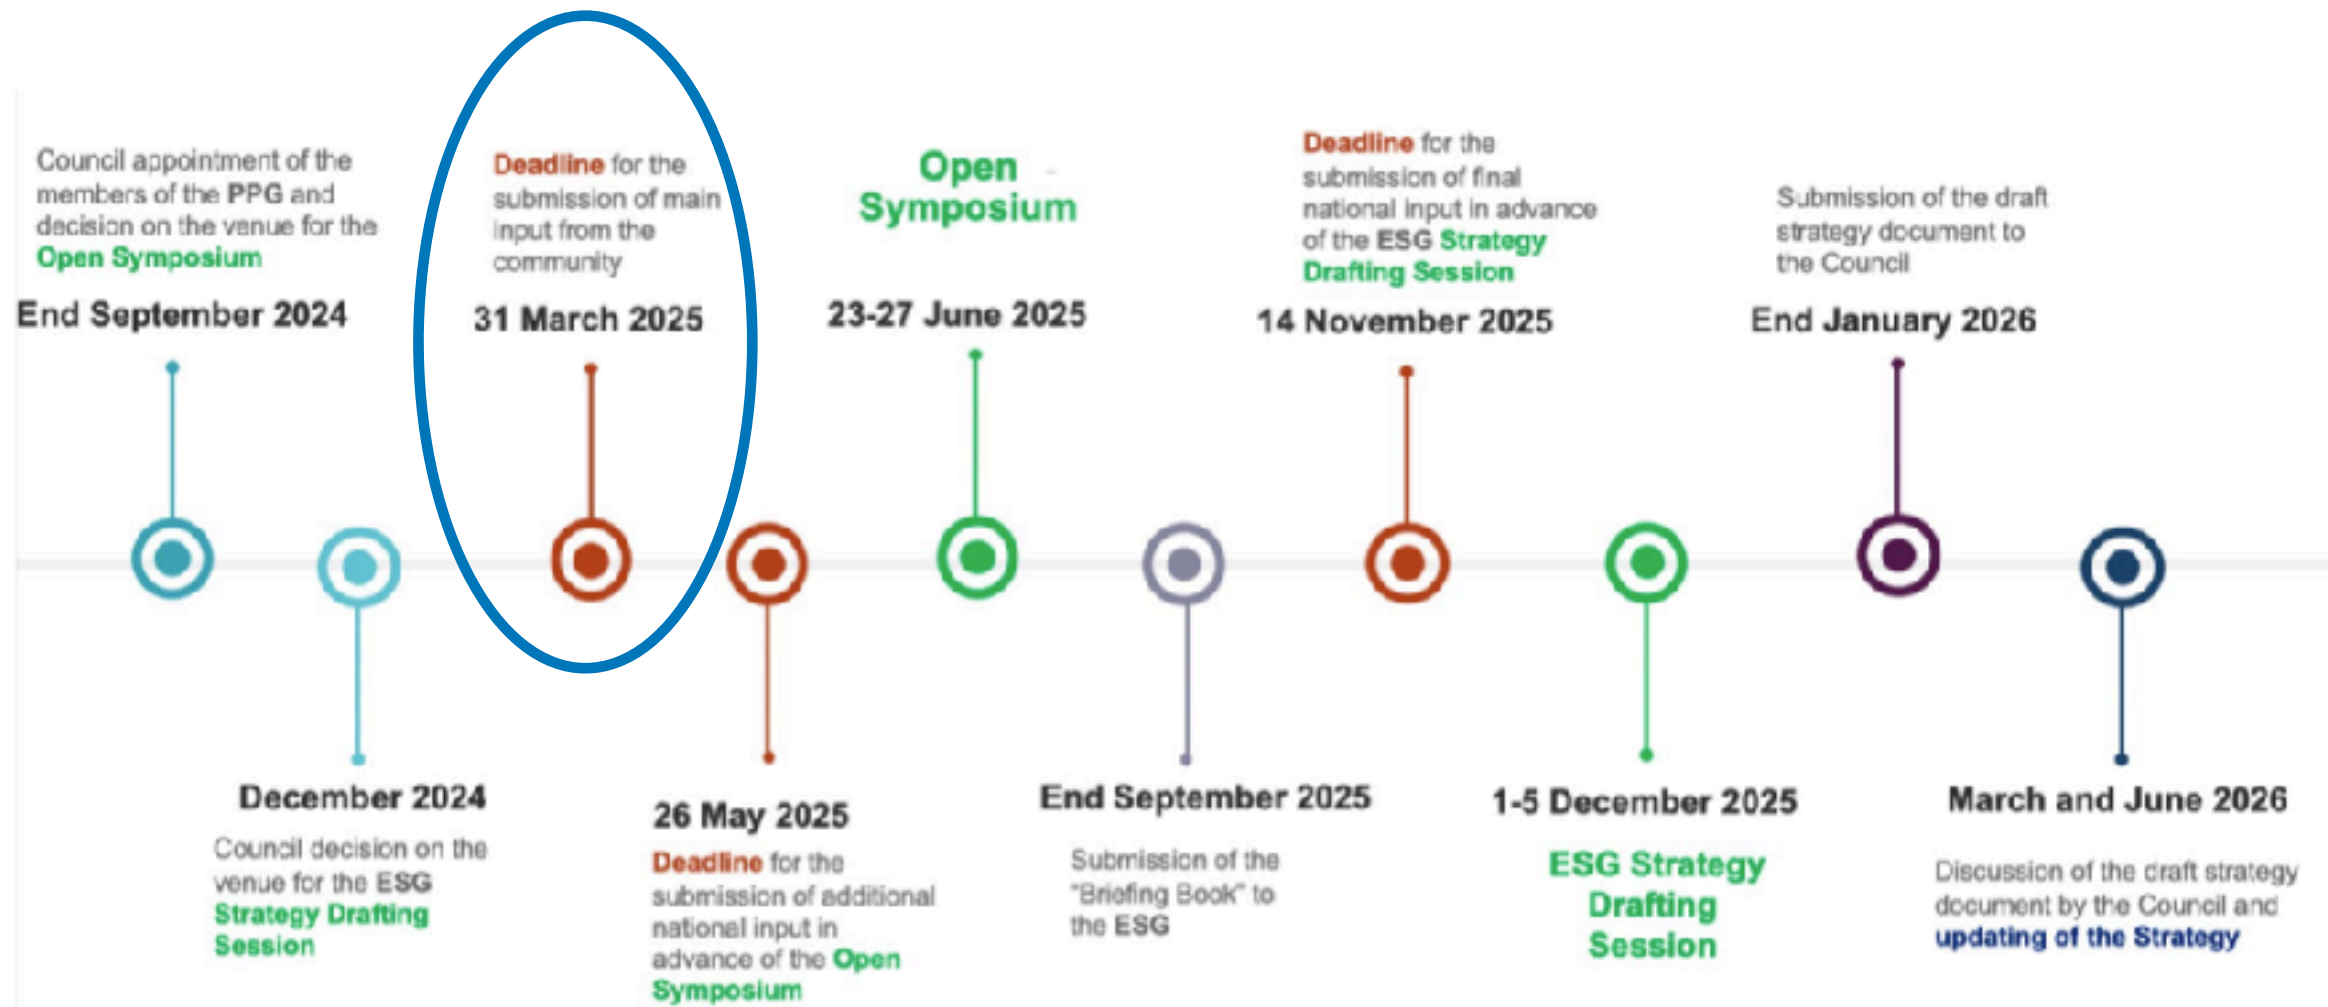 Council appointment of the
members of the PPG and
decision on the venue for the
Open Symposium
End September 2024
Deadline for the
submission of main
input from the
community
31 March 2025
Open
Symposium
23-27 June 2025
Deadline for the
submission of final
national input in advance
of the ESG Strategy
Drafting Session
14 November 2025
Submission of the draft
strategy document to
the Council
End January 2026
December 2024
Council decision on the
venue for the ESG
Strategy Drafting
Session
26 May 2025
Deadline for the
submission of additional
national input in
advance of the Open
Symposium
End September 2025
Submission of the
"Briefing Book" to
the ESG
1-5 December 2025
ESG Strategy
Drafting
Session
March and June 2026
Discussion of the draft strategy
document by the Council and
updating of the Strategy